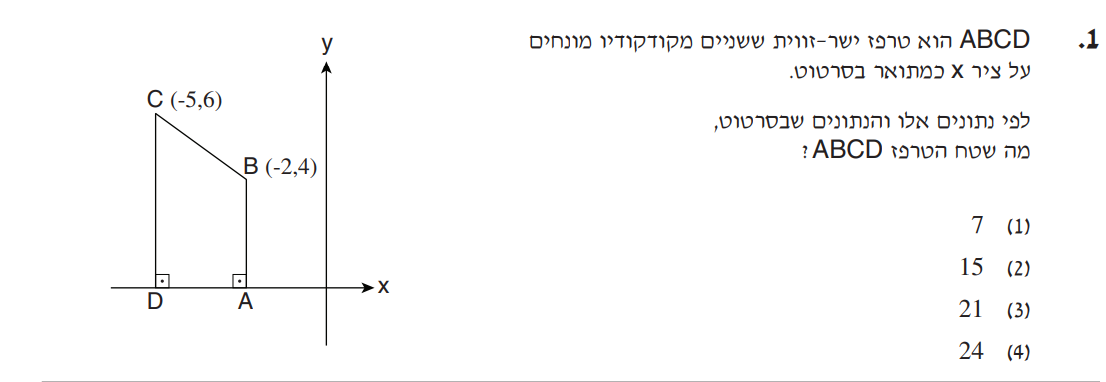 1. ABCD הוא טרפז ישר-זווית ששניים מקודקודיו מונחים
על ציר x כמתואר בסרטוט.
לפי נתונים אלו והנתונים שבסרטוט,
מה שטח הטרפז ABCD?
(1) 7
(2) 15
(3) 21
(4) 24
y
C (-5,6)
B (-2,4)
x
D
A